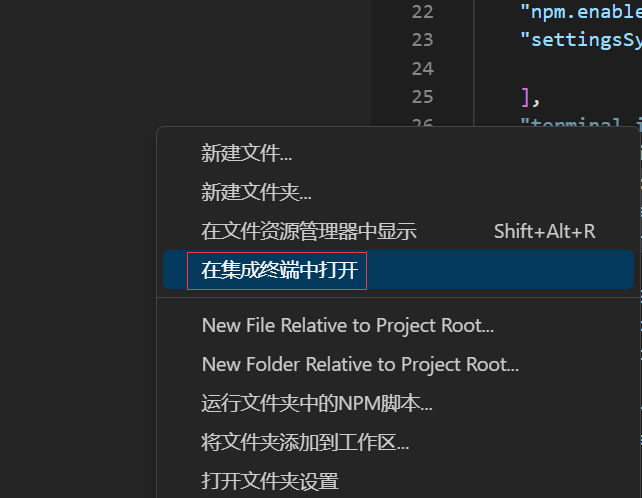 22 "npm.enable
23 "settingsSy
24
25 ],
26 "terminal.i
新建文件...
新建文件夹...
在文件资源管理器中显示 Shift+Alt+R
在集成终端中打开
New File Relative to Project Root...
New Folder Relative to Project Root...
运行文件夹中的NPM脚本...
将文件夹添加到工作区...
打开文件夹设置